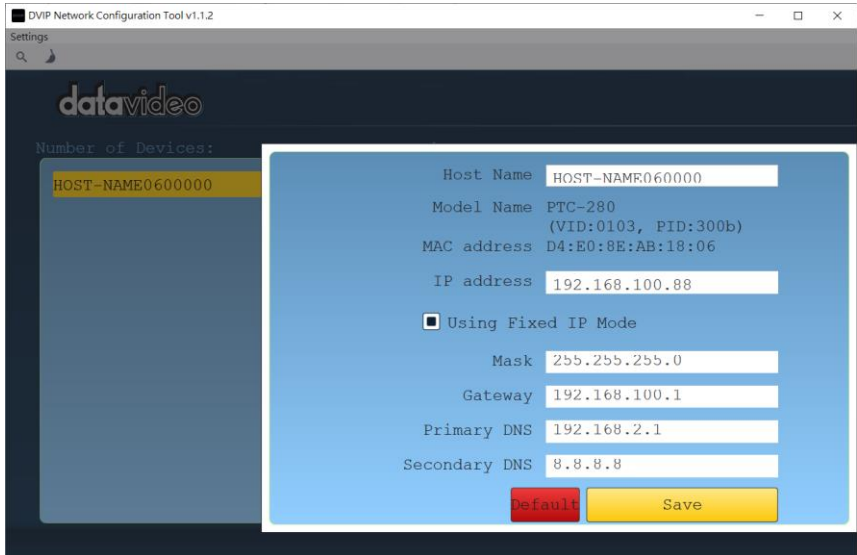 DVIP Network Configuration Tool v1.1.2
Settings
datavideo
Number of Devices:
HOST-NAME0600000
Host Name HOST-NAME060000
Model Name PTC-280
(VID:0103, PID:300b)
MAC address D4:E0:8E:AB:18:06
IP address 192.168.100.88
Using Fixed IP Mode
Mask 255.255.255.0
Gateway 192.168.100.1
Primary DNS 192.168.2.1
Secondary DNS 8.8.8.8
Default Save